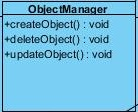 ObjectManager
+createObject() : void
+deleteObject() : void
+updateObject() : void